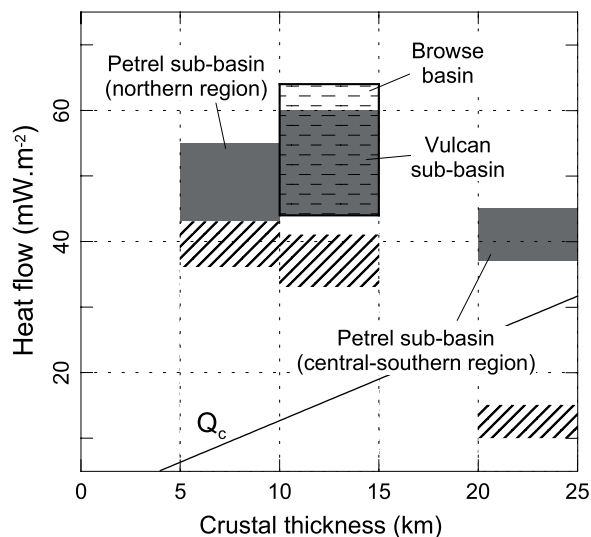 Petrel sub-basin
(northern region)
Browse
basin
Vulcan
sub-basin
Petrel sub-basin
(central-southern region)
Qc
Heat flow (mW.m-2)
60
40
20
0
5
10
15
20
25
Crustal thickness (km)